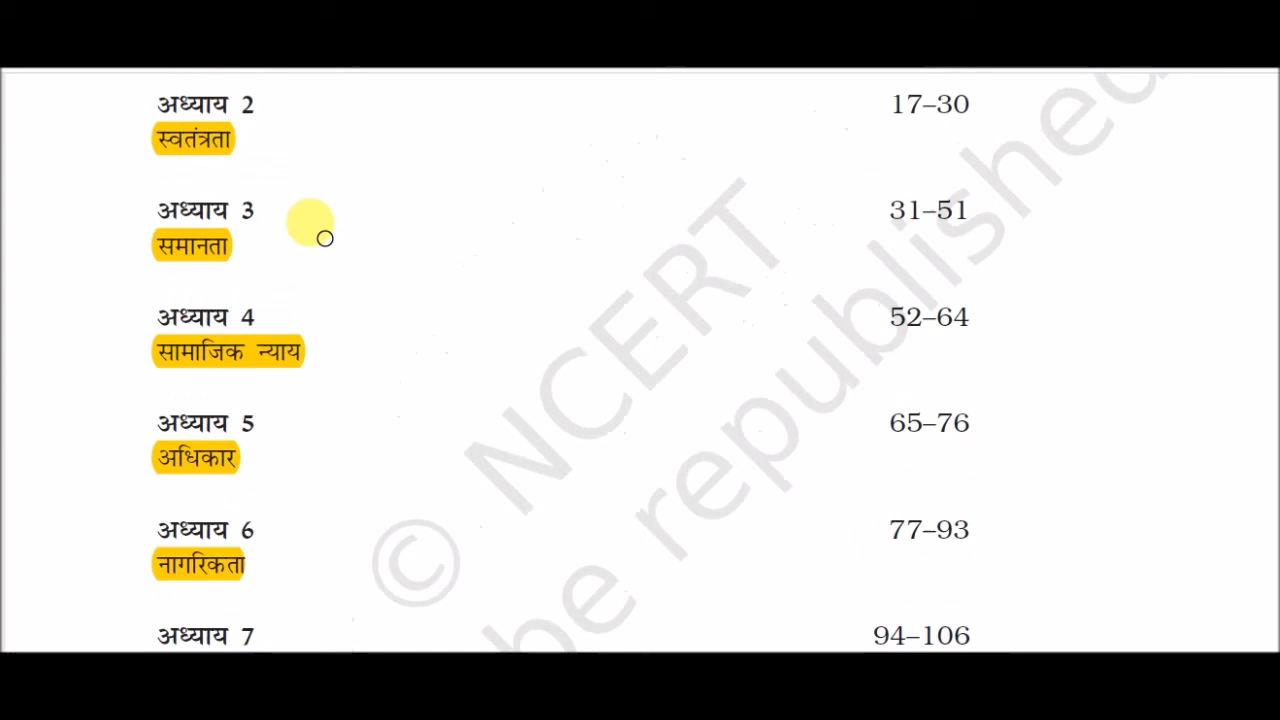 अध्याय 2 17–30
स्वतंत्रता
अध्याय 3 31–51
समानता
अध्याय 4 52–64
सामाजिक न्याय
अध्याय 5 65–76
अधिकार
अध्याय 6 77–93
नागरिकता
अध्याय 7 94–106
© NCERT
be republished